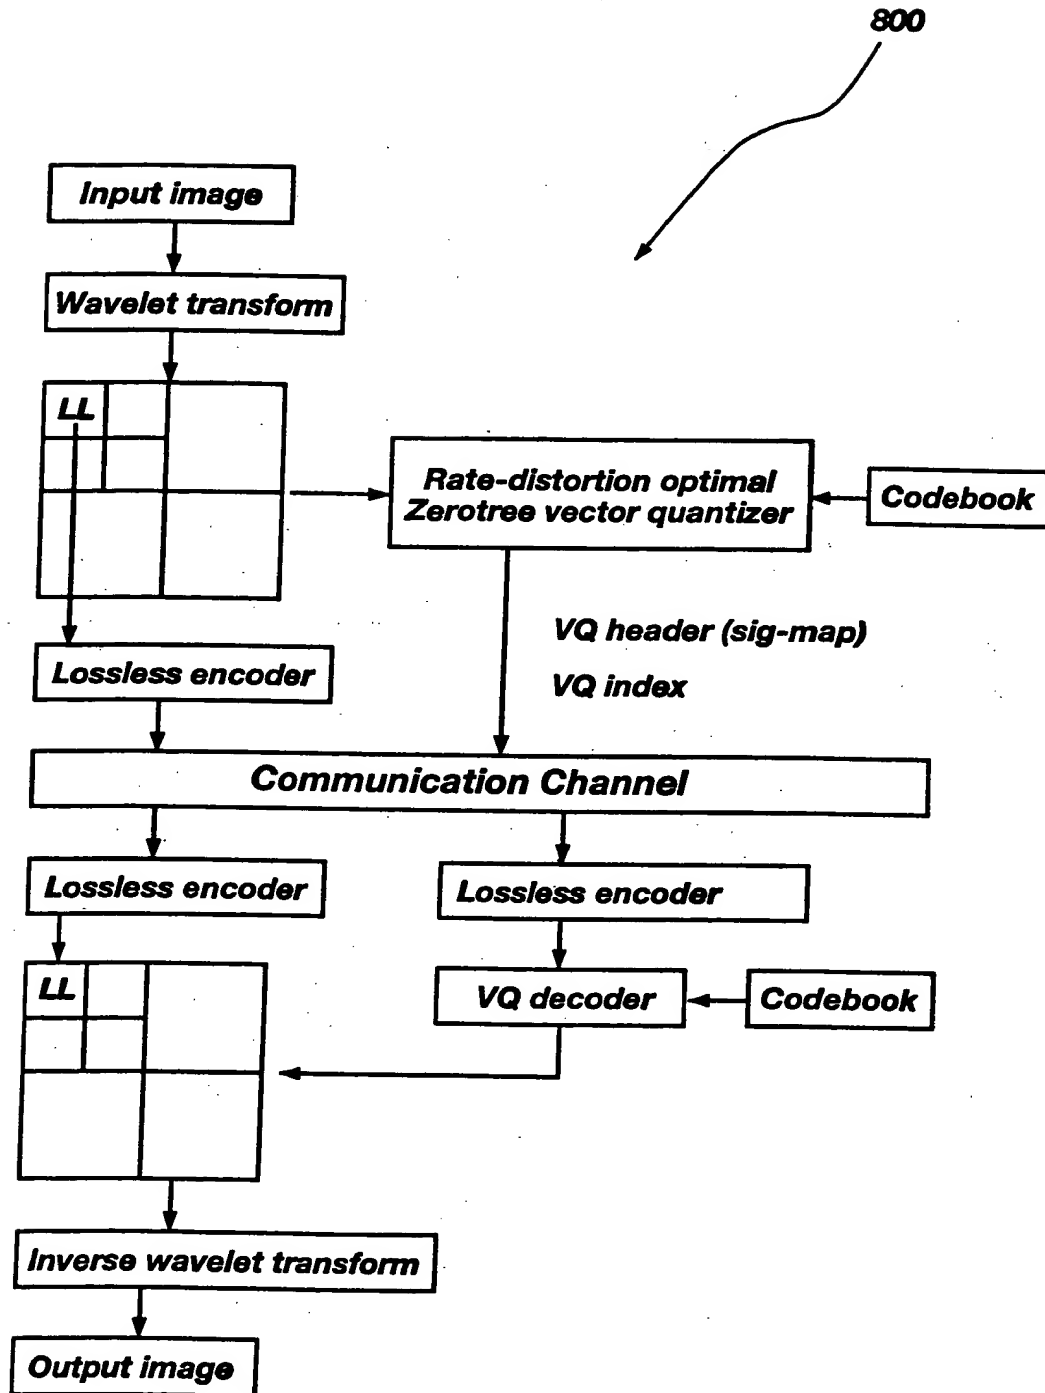 800
Input image
Wavelet transform
LL
Rate-distortion optimal
Zerotree vector quantizer
Codebook
VQ header (sig-map)
VQ index
Lossless encoder
Communication Channel
Lossless encoder
Lossless encoder
LL
VQ decoder
Codebook
Inverse wavelet transform
Output image